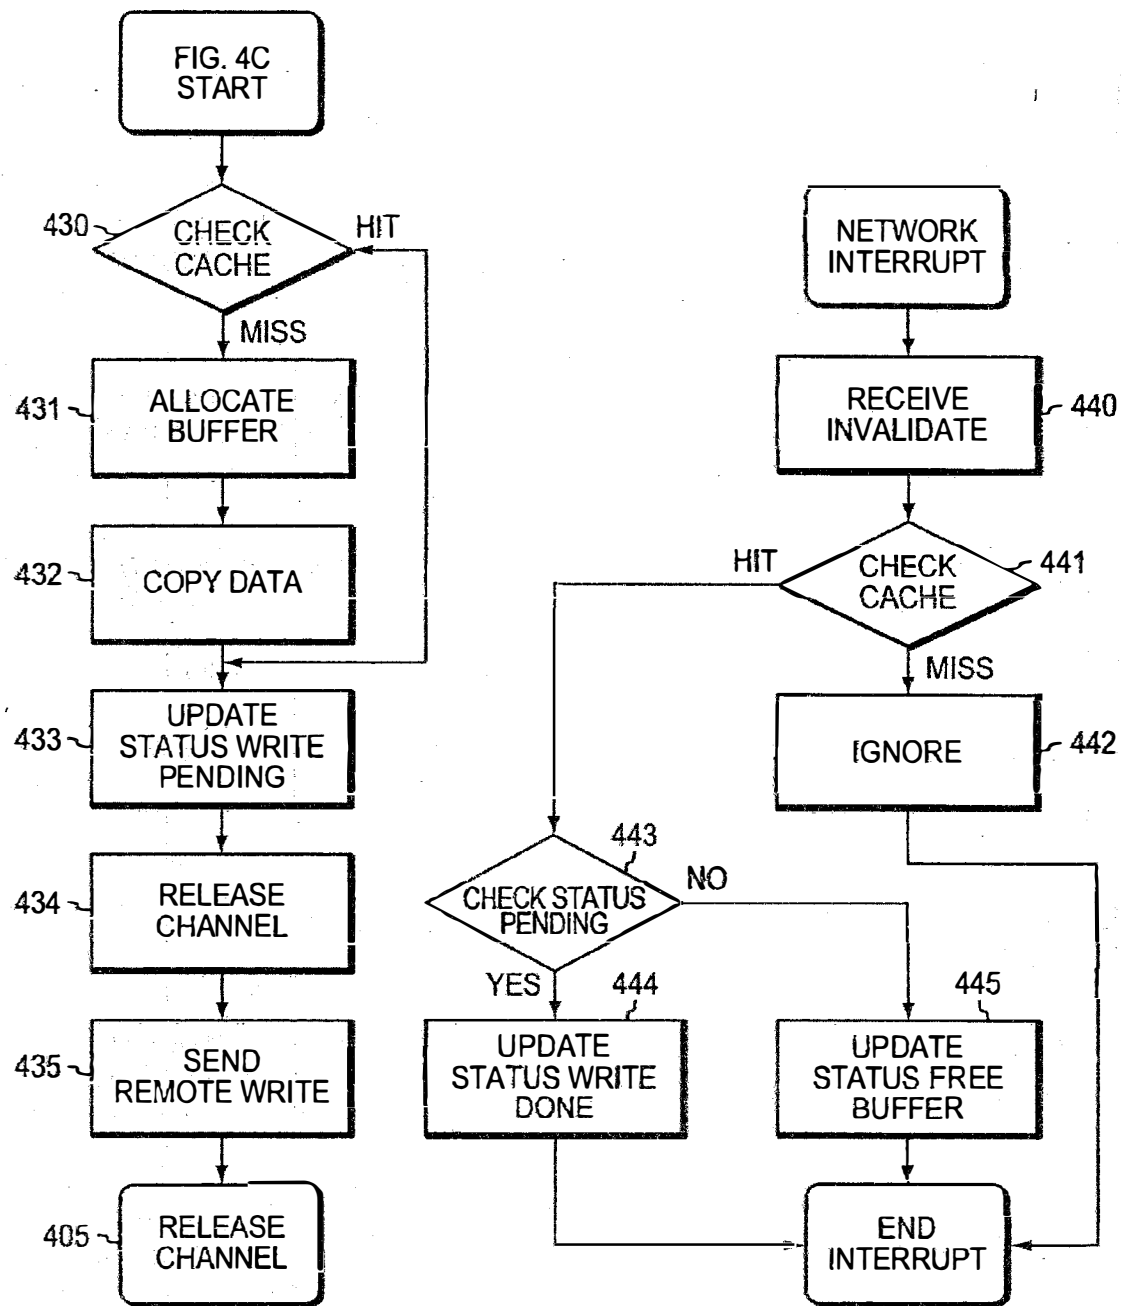 FIG. 4C
START
430
CHECK
CACHE
HIT
MISS
431
ALLOCATE
BUFFER
432
COPY DATA
433
UPDATE
STATUS WRITE
PENDING
434
RELEASE
CHANNEL
435
SEND
REMOTE WRITE
405
RELEASE
CHANNEL
NETWORK
INTERRUPT
RECEIVE
INVALIDATE
440
HIT
CHECK
CACHE
441
MISS
IGNORE
442
443
CHECK STATUS
PENDING
NO
YES
444
UPDATE
STATUS WRITE
DONE
445
UPDATE
STATUS FREE
BUFFER
END
INTERRUPT